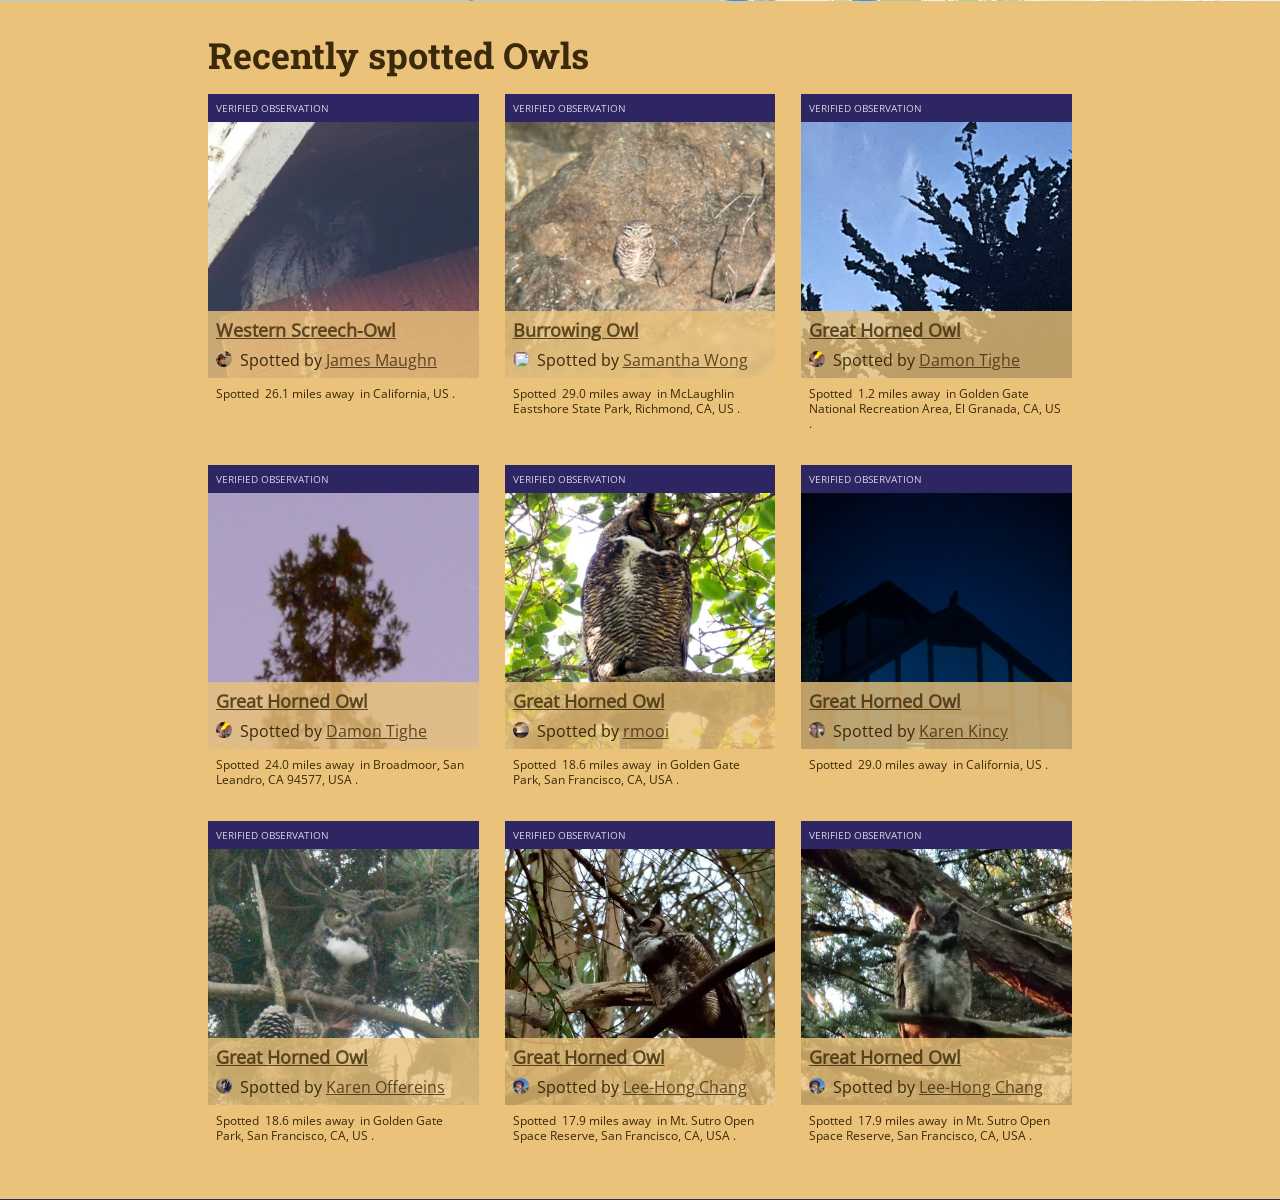 Recently spotted Owls
VERIFIED OBSERVATION
Western Screech-Owl
Spotted by James Maughn
Spotted 26.1 miles away in California, US .
VERIFIED OBSERVATION
Burrowing Owl
Spotted by Samantha Wong
Spotted 29.0 miles away in McLaughlin
Eastshore State Park, Richmond, CA, US .
VERIFIED OBSERVATION
Great Horned Owl
Spotted by Damon Tighe
Spotted 1.2 miles away in Golden Gate
National Recreation Area, El Granada, CA, US
.
VERIFIED OBSERVATION
Great Horned Owl
Spotted by Damon Tighe
Spotted 24.0 miles away in Broadmoor, San
Leandro, CA 94577, USA .
VERIFIED OBSERVATION
Great Horned Owl
Spotted by rmooi
Spotted 18.6 miles away in Golden Gate
Park, San Francisco, CA, USA .
VERIFIED OBSERVATION
Great Horned Owl
Spotted by Karen Kincy
Spotted 29.0 miles away in California, US .
VERIFIED OBSERVATION
Great Horned Owl
Spotted by Karen Offereins
Spotted 18.6 miles away in Golden Gate
Park, San Francisco, CA, US .
VERIFIED OBSERVATION
Great Horned Owl
Spotted by Lee-Hong Chang
Spotted 17.9 miles away in Mt. Sutro Open
Space Reserve, San Francisco, CA, USA .
VERIFIED OBSERVATION
Great Horned Owl
Spotted by Lee-Hong Chang
Spotted 17.9 miles away in Mt. Sutro Open
Space Reserve, San Francisco, CA, USA .